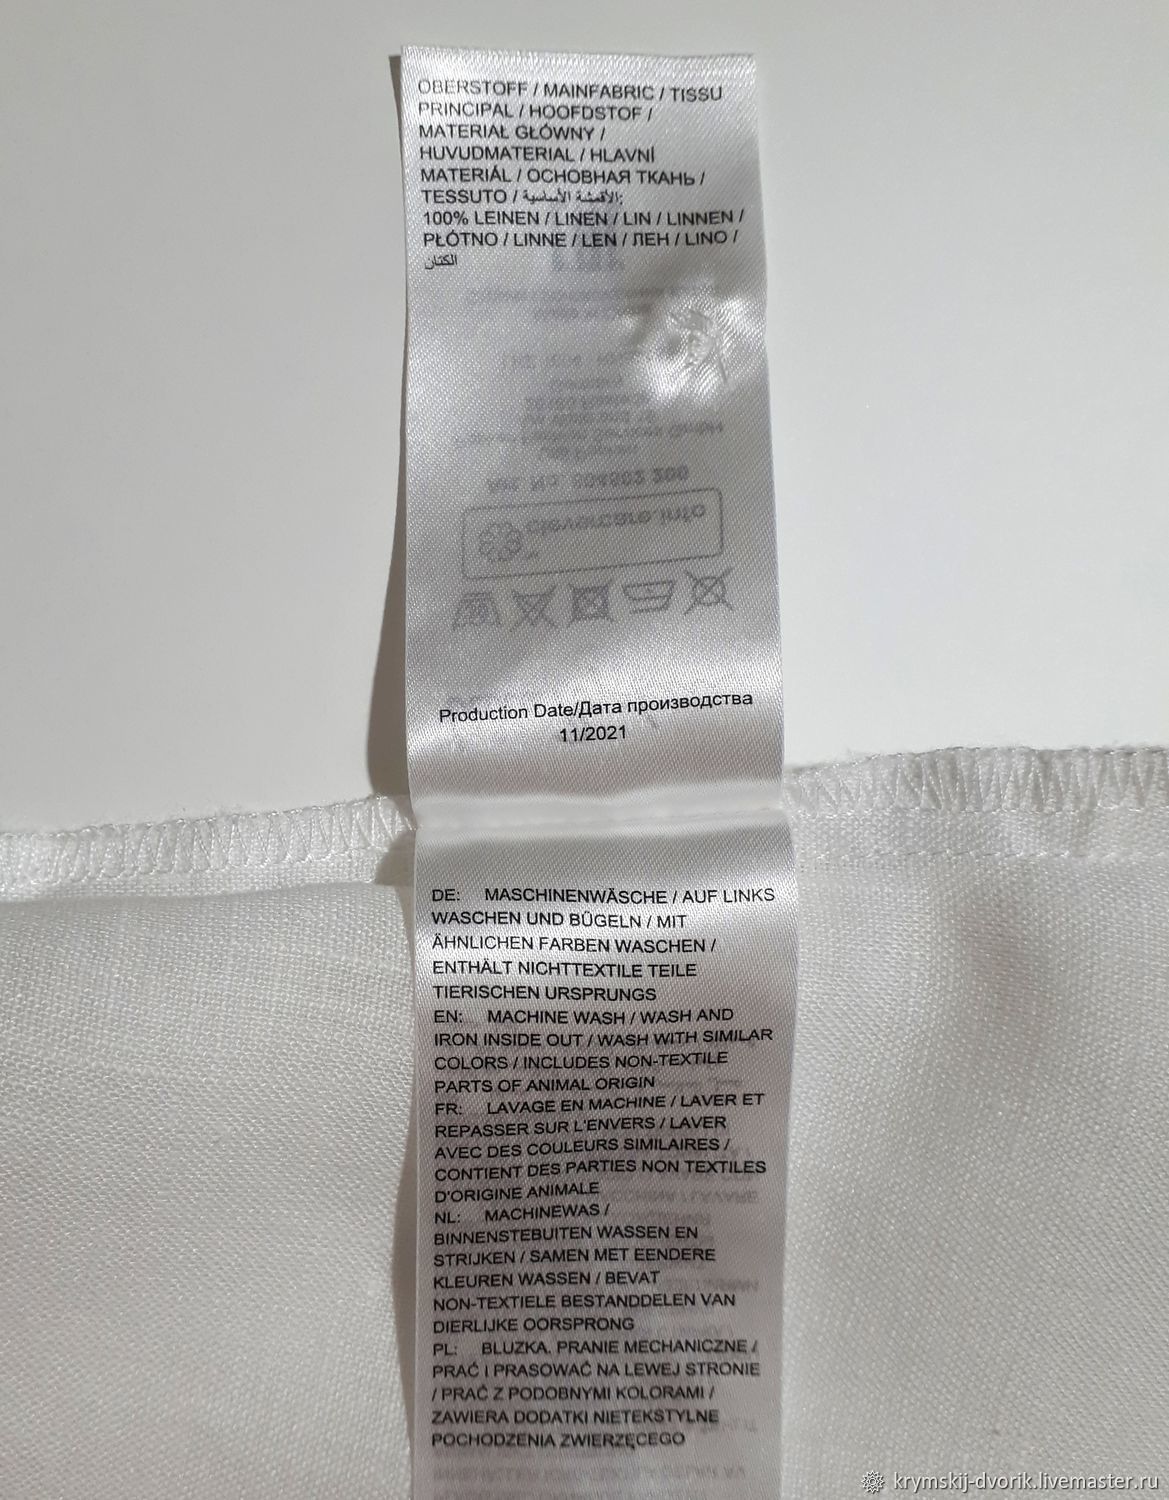 OBERSTOFF / MAINFABRIC / TISSU
PRINCIPAL / HOOFDSTOF /
MATERIAŁ GŁÓWNY /
HUVUDMATERIAL / HLAVNÍ
MATERIÁL / ОСНОВНАЯ ТКАНЬ /
TESSUTO / الأقمشة الأساسية:
100% LEINEN / LINEN / LIN / LINNEN /
PŁÓTNO / LINNE / LEN / ЛЕН / LINO /
الكتان
Art. No. 504502 200
clevercare.info
Production Date/Дата производства
11/2021
DE: MASCHINENWÄSCHE / AUF LINKS
WASCHEN UND BÜGELN / MIT
ÄHNLICHEN FARBEN WASCHEN /
ENTHÄLT NICHTTEXTILE TEILE
TIERISCHEN URSPRUNGS
EN: MACHINE WASH / WASH AND
IRON INSIDE OUT / WASH WITH SIMILAR
COLORS / INCLUDES NON-TEXTILE
PARTS OF ANIMAL ORIGIN
FR: LAVAGE EN MACHINE / LAVER ET
REPASSER SUR L'ENVERS / LAVER
AVEC DES COULEURS SIMILAIRES /
CONTIENT DES PARTIES NON TEXTILES
D'ORIGINE ANIMALE
NL: MACHINEWAS /
BINNENSTEBUITEN WASSEN EN
STRIJKEN / SAMEN MET EENDERE
KLEUREN WASSEN / BEVAT
NON-TEXTIELE BESTANDDELEN VAN
DIERLIJKE OORSPRONG
PL: BLUZKA. PRANIE MECHANICZNE /
PRAĆ I PRASOWAĆ NA LEWEJ STRONIE
/ PRAĆ Z PODOBNYMI KOLORAMI /
ZAWIERA DODATKI NIETEKSTYLNE
POCHODZENIA ZWIERZĘCEGO
krymskij-dvorik.livemaster.ru